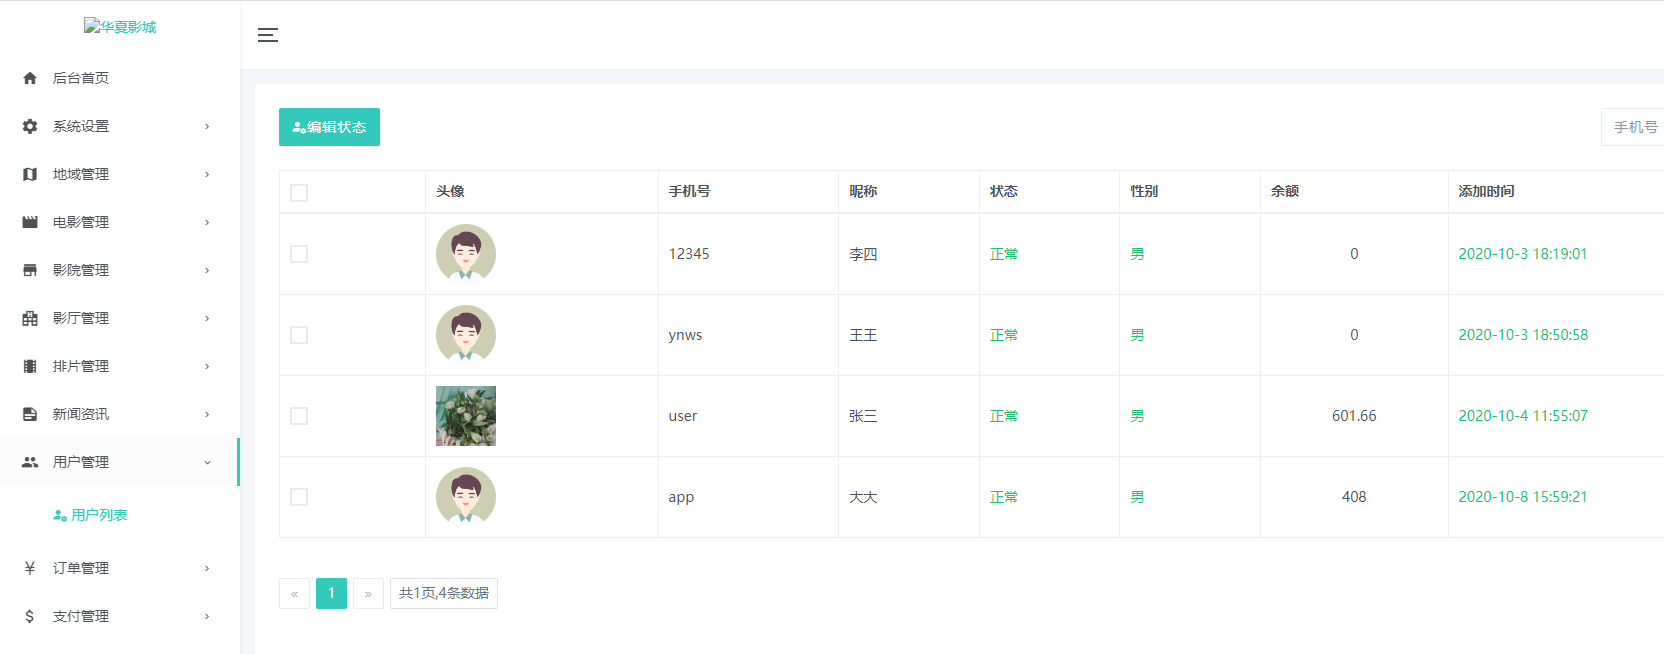 华夏影城
后台首页
系统设置
地域管理
电影管理
影院管理
影厅管理
排片管理
新闻资讯
用户管理
用户列表
订单管理
支付管理
编辑状态
手机号
头像 手机号 昵称 状态 性别 余额 添加时间
12345 李四 正常 男 0 2020-10-3 18:19:01
ynws 王王 正常 男 0 2020-10-3 18:50:58
user 张三 正常 男 601.66 2020-10-4 11:55:07
app 大大 正常 男 408 2020-10-8 15:59:21
« 1 » 共1页,4条数据